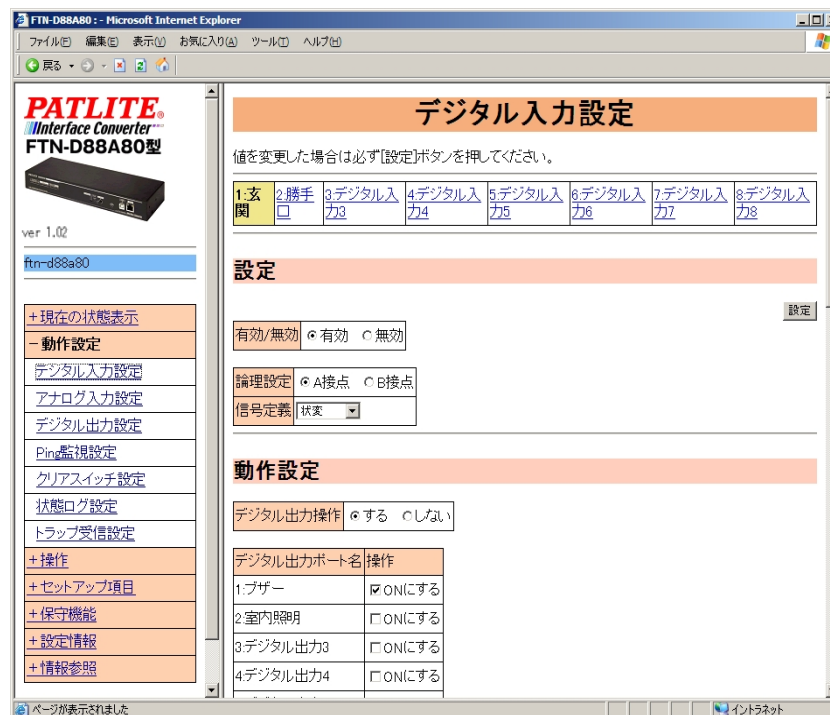 FTN-D88A80 : - Microsoft Internet Explorer
ファイル(F) 編集(E) 表示(V) お気に入り(A) ツール(T) ヘルプ(H)
戻る
PATLITE®
Interface Converter
FTN-D88A80型
ver 1.02
ftn-d88a80
+現在の状態表示
-動作設定
デジタル入力設定
アナログ入力設定
デジタル出力設定
Ping監視設定
クリアスイッチ設定
状態ログ設定
トラップ受信設定
+操作
+セットアップ項目
+保守機能
+設定情報
+情報参照
デジタル入力設定
値を変更した場合は必ず[設定]ボタンを押してください。
1:玄関 2:勝手口 3:デジタル入力3 4:デジタル入力4 5:デジタル入力5 6:デジタル入力6 7:デジタル入力7 8:デジタル入力8
設定
設定
有効/無効 有効 無効
論理設定 A接点 B接点
信号定義 状変
動作設定
デジタル出力操作 する しない
デジタル出力ポート名 操作
1:ブザー ONにする
2:室内照明 ONにする
3:デジタル出力3 ONにする
4:デジタル出力4 ONにする
ページが表示されました
イントラネット